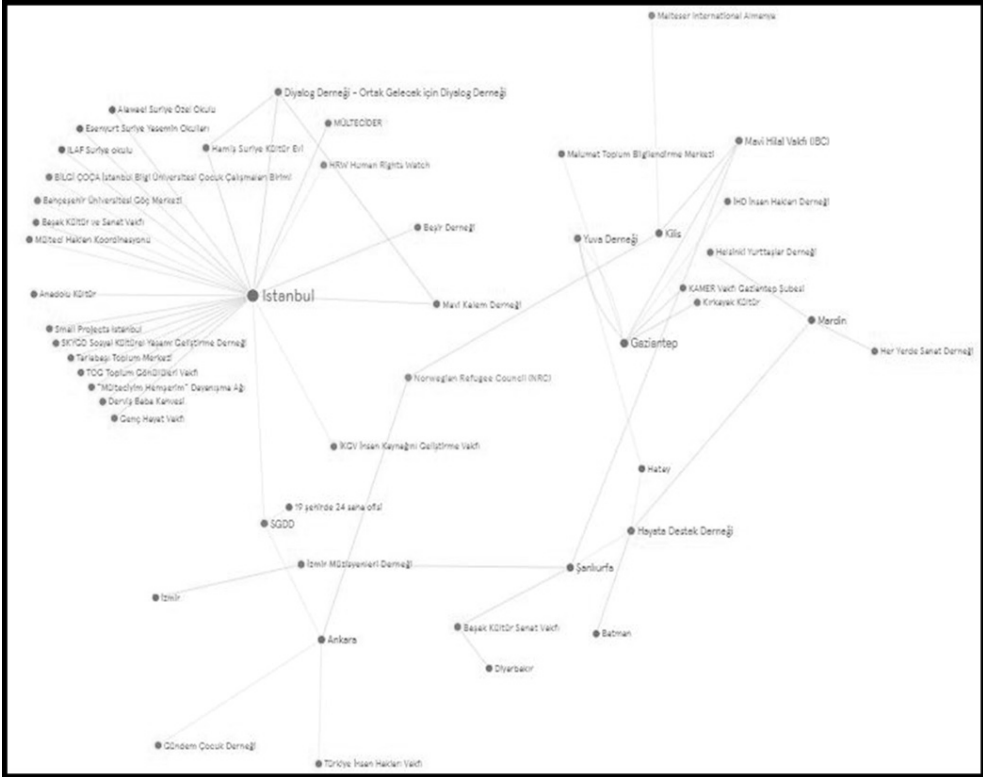 Malteser International Almanya
Diyalog Derneği – Ortak Gelecek için Diyalog Derneği
Alaweel Suriye Özel Okulu
MÜLTECİDER
Esenyurt Suriye Yasemin Okulları
Mavi Hilal Vakfı (IBC)
ILAF Suriye okulu
Hamiş Suriye Kültür Evi
Malumat Toplum Bilgilendirme Merkezi
HRW Human Rights Watch
BİLGİ ÇOÇA İstanbul Bilgi Üniversitesi Çocuk Çalışmaları Birimi
Bahçeşehir Üniversitesi Göç Merkezi
İHD İnsan Hakları Derneği
Başak Kültür ve Sanat Vakfı
Beşir Derneği
Kilis
Mülteci Hakları Koordinasyonu
Yuva Derneği
Helsinki Yurttaşlar Derneği
KAMER Vakfı Gaziantep Şubesi
Anadolu Kültür
İstanbul
Kırkayak Kültür
Mavi Kalem Derneği
Mardin
Small Projects Istanbul
SKYGD Sosyal Kültürel Yaşamı Geliştirme Derneği
Gaziantep
Her Yerde Sanat Derneği
Tarlabaşı Toplum Merkezi
TOG Toplum Gönüllüleri Vakfı
Norwegian Refugee Council (NRC)
"Mülteciyim Hemşerim" Dayanışma Ağı
Derviş Baba Kahvesi
Genç Hayat Vakfı
İKGV İnsan Kaynağını Geliştirme Vakfı
Hatay
19 şehirde 24 saha ofisi
SGDD
Hayata Destek Derneği
İzmir Müzisyenleri Derneği
Şanlıurfa
İzmir
Başak Kültür Sanat Vakfı
Batman
Ankara
Diyarbakır
Gündem Çocuk Derneği
Türkiye İnsan Hakları Vakfı